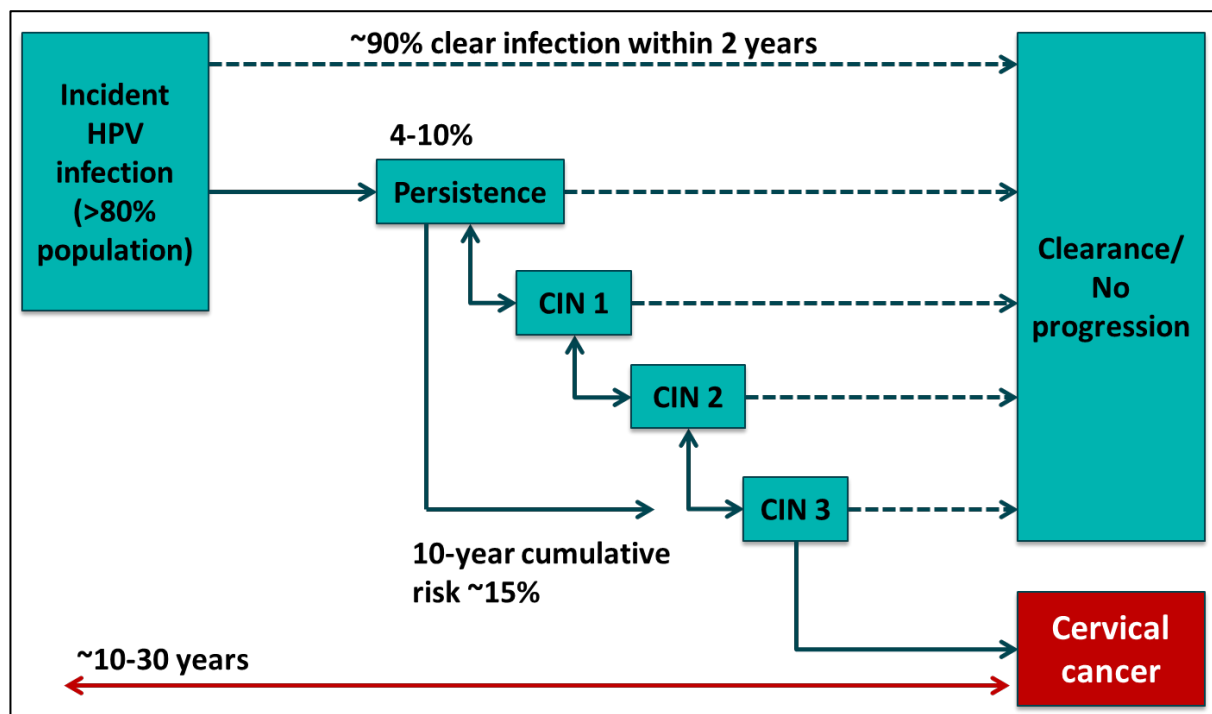 ~90% clear infection within 2 years
Incident
HPV
infection
(>80%
population)
4-10%
Persistence
CIN 1
CIN 2
CIN 3
Clearance/
No
progression
10-year cumulative
risk ~15%
~10-30 years
Cervical
cancer